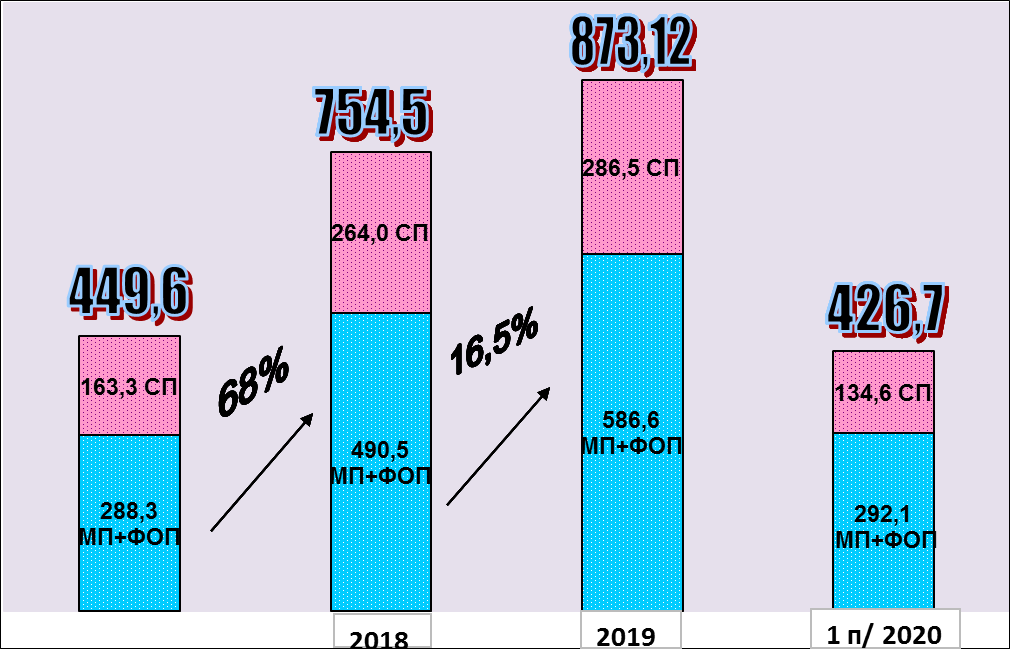 873,12
754,5
449,6
426,7
286,5 СП
264,0 СП
163,3 СП
134,6 СП
68%
16,5%
586,6
МП+ФОП
490,5
МП+ФОП
288,3
МП+ФОП
292,1
МП+ФОП
2018
2019
1 п/ 2020